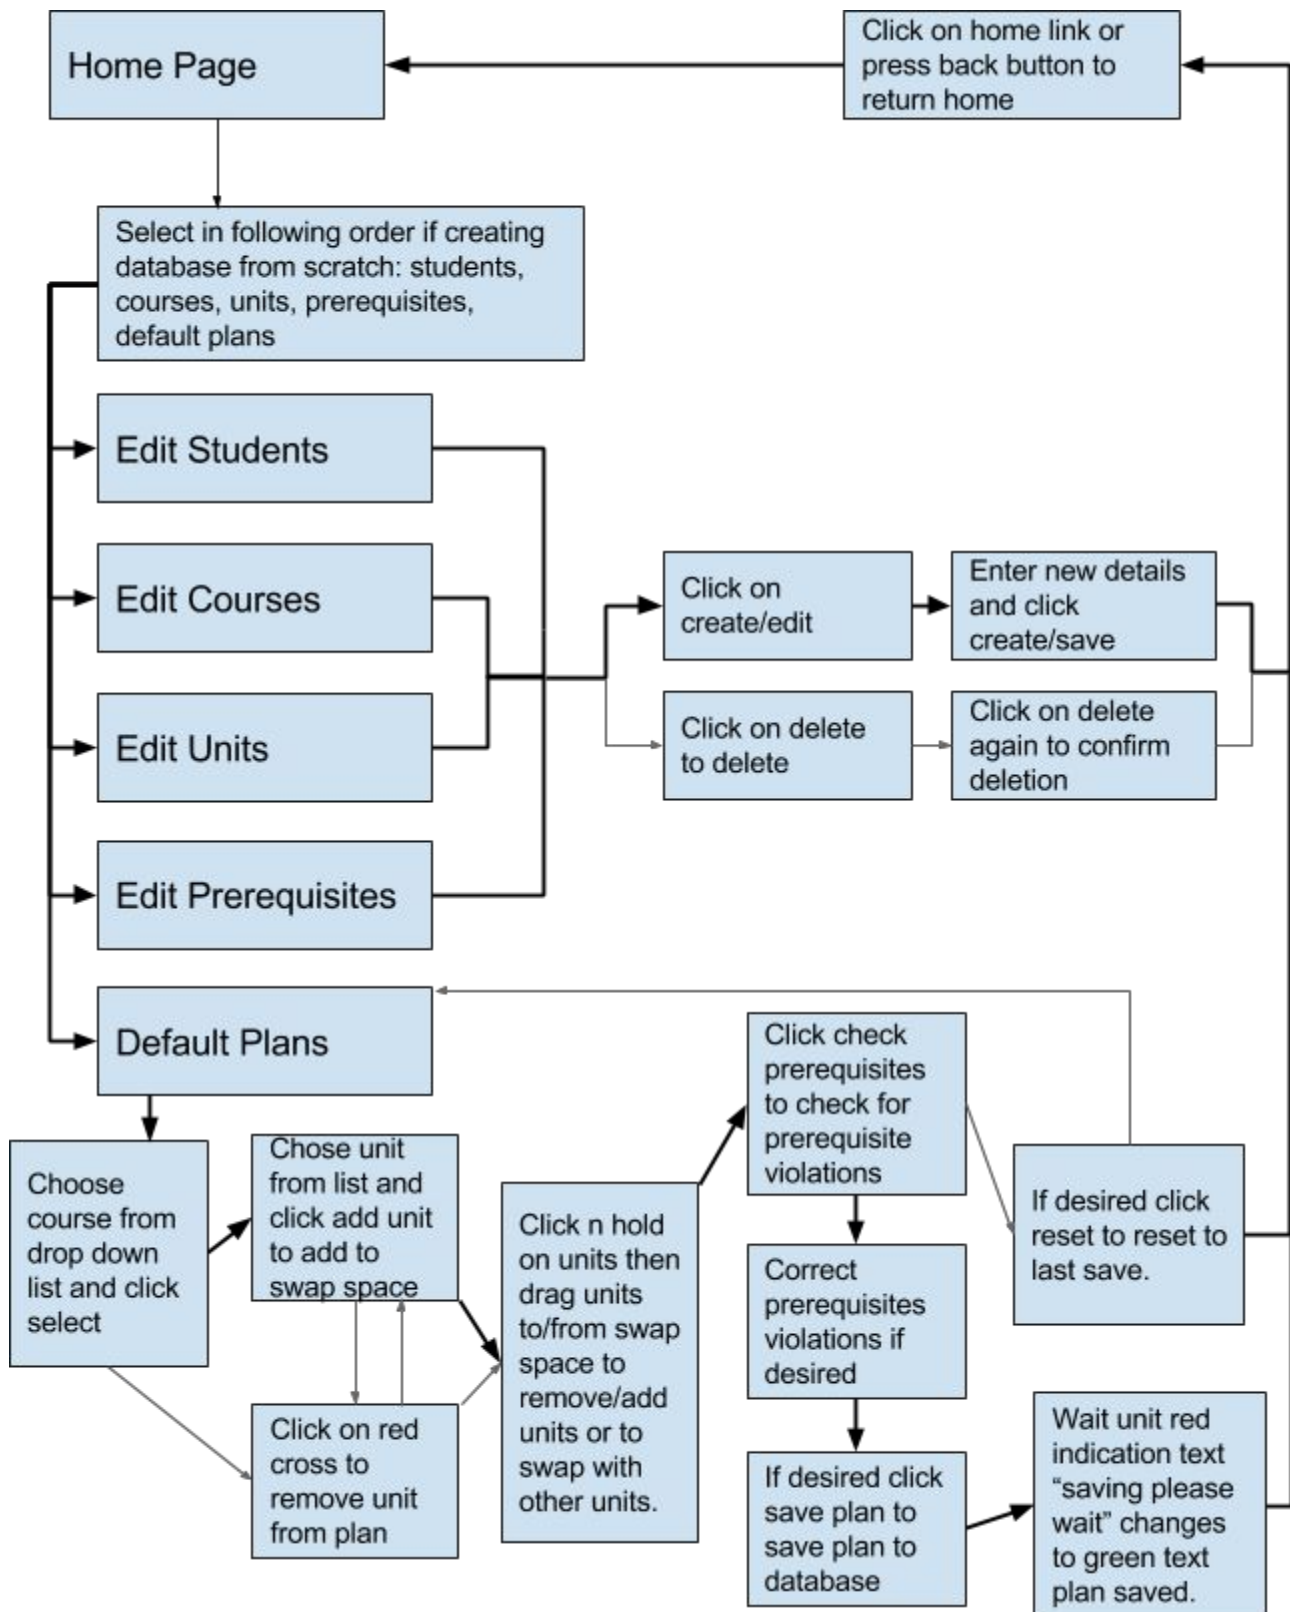 Home Page
Click on home link or
press back button to
return home
Select in following order if creating
database from scratch: students,
courses, units, prerequisites,
default plans
Edit Students
Edit Courses
Click on
create/edit
Enter new details
and click
create/save
Edit Units
Click on delete
to delete
Click on delete
again to confirm
deletion
Edit Prerequisites
Default Plans
Choose
course from
drop down
list and click
select
Chose unit
from list and
click add unit
to add to
swap space
Click on red
cross to
remove unit
from plan
Click n hold
on units then
drag units
to/from swap
space to
remove/add
units or to
swap with
other units.
Click check
prerequisites
to check for
prerequisite
violations
Correct
prerequisites
violations if
desired
If desired click
save plan to
save plan to
database
If desired click
reset to reset to
last save.
Wait unit red
indication text
“saving please
wait” changes
to green text
plan saved.